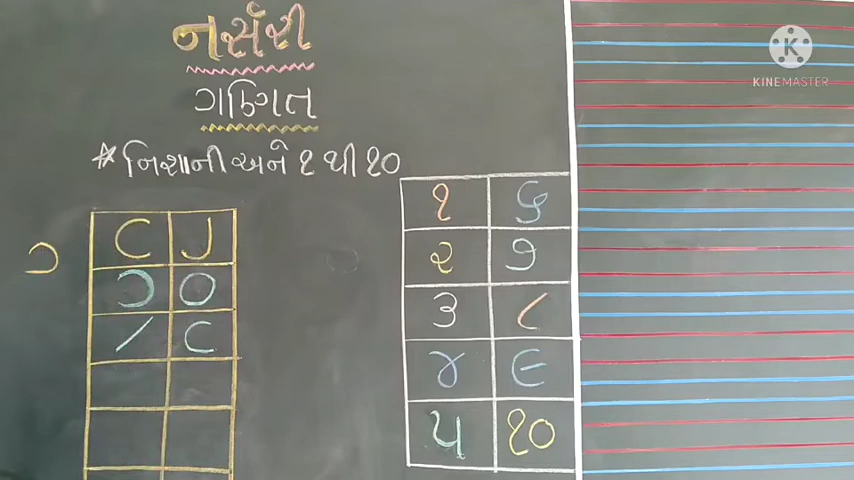 નર્સરી
ગણિત
* નિશાની અને ૧ થી ૧૦
૧ ૬
૨ ૭
૩ ૮
૪ ૯
૫ ૧૦
K
KINEMASTER